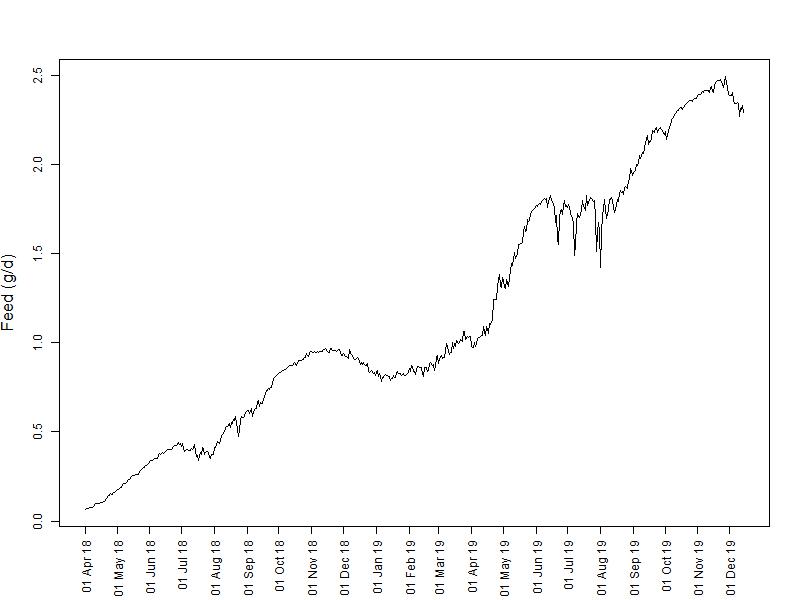 Feed (g/d)
2.5
2.0
1.5
1.0
0.5
0.0
01 Apr 18
01 May 18
01 Jun 18
01 Jul 18
01 Aug 18
01 Sep 18
01 Oct 18
01 Nov 18
01 Dec 18
01 Jan 19
01 Feb 19
01 Mar 19
01 Apr 19
01 May 19
01 Jun 19
01 Jul 19
01 Aug 19
01 Sep 19
01 Oct 19
01 Nov 19
01 Dec 19